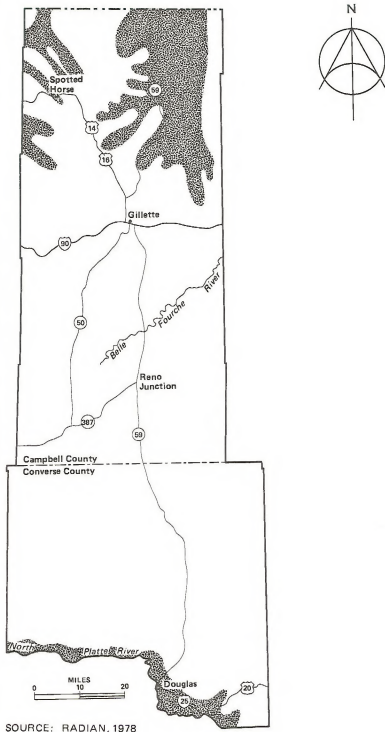 N
Spotted
Horse
59
14
16
Gillette
90
50
Belle Fourche River
Reno
Junction
387
59
Campbell County
Converse County
North Platte River
MILES
0 10 20
Douglas
25
20
SOURCE: RADIAN, 1978